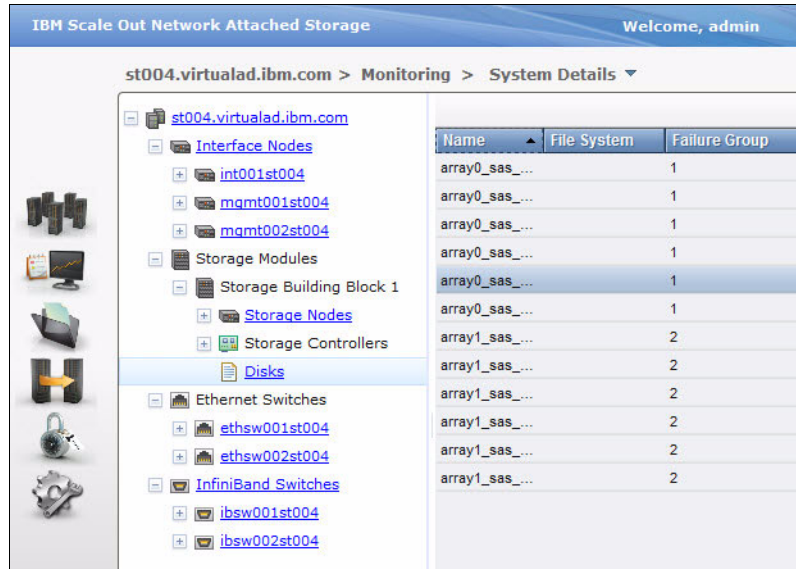 IBM Scale Out Network Attached Storage
Welcome, admin
st004.virtualad.ibm.com > Monitoring > System Details
st004.virtualad.ibm.com
Interface Nodes
int001st004
mgmt001st004
mgmt002st004
Storage Modules
Storage Building Block 1
Storage Nodes
Storage Controllers
Disks
Ethernet Switches
ethsw001st004
ethsw002st004
InfiniBand Switches
ibsw001st004
ibsw002st004
Name File System Failure Group
array0_sas_... 1
array0_sas_... 1
array0_sas_... 1
array0_sas_... 1
array0_sas_... 1
array0_sas_... 1
array1_sas_... 2
array1_sas_... 2
array1_sas_... 2
array1_sas_... 2
array1_sas_... 2
array1_sas_... 2